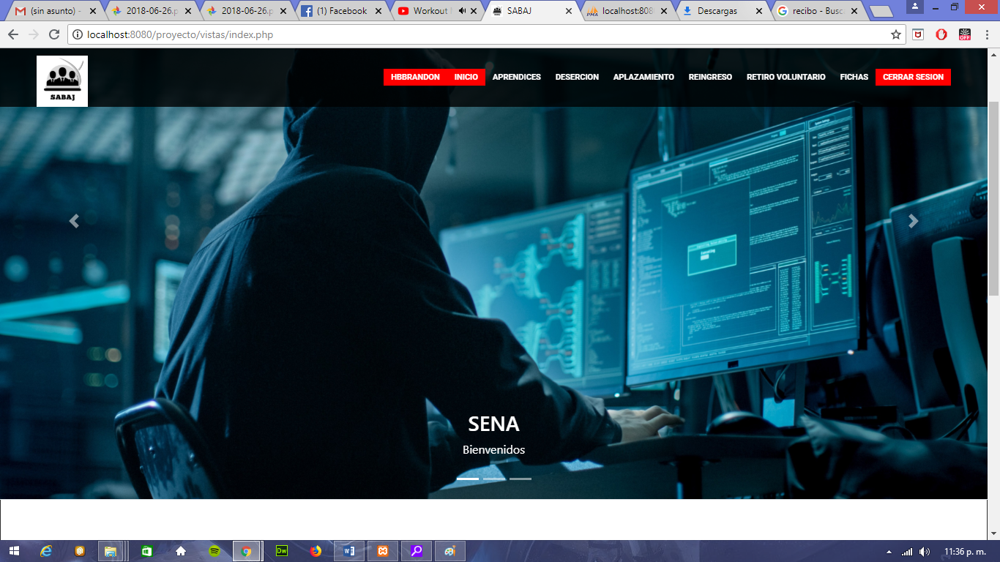 (sin asunto) -
2018-06-26.p
2018-06-26.p
(1) Facebook
Workout
SABAJ
localhost:808
Descargas
recibo - Busc
localhost:8080/proyecto/vistas/index.php
OFF
SABAJ
HBBRANDON INICIO APRENDICES DESERCION APLAZAMIENTO REINGRESO RETIRO VOLUNTARIO FICHAS CERRAR SESION
SENA
Bienvenidos
Dw
11:36 p. m.